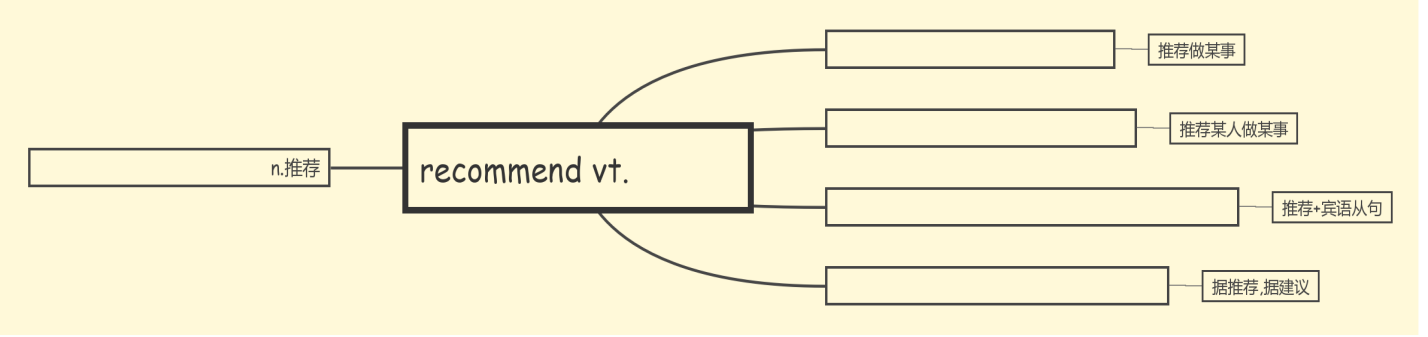 n.推荐
recommend vt.
推荐做某事
推荐某人做某事
推荐+宾语从句
据推荐,据建议